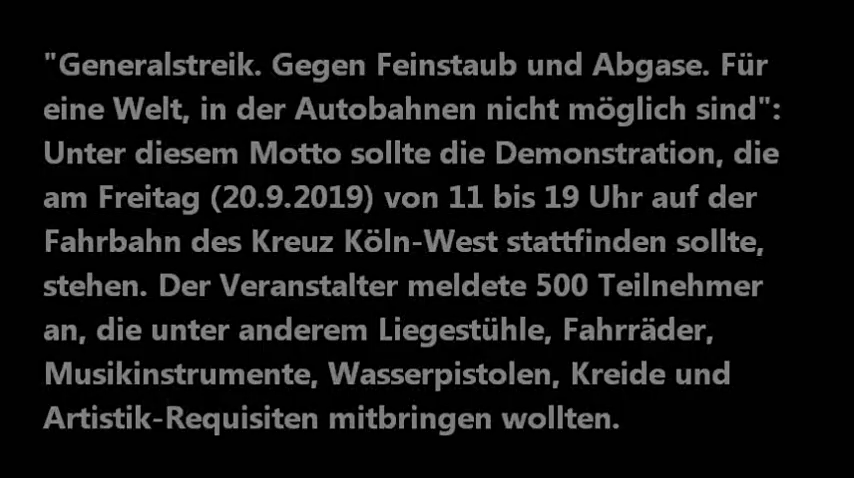 "Generalstreik. Gegen Feinstaub und Abgase. Für
eine Welt, in der Autobahnen nicht möglich sind":
Unter diesem Motto sollte die Demonstration, die
am Freitag (20.9.2019) von 11 bis 19 Uhr auf der
Fahrbahn des Kreuz Köln-West stattfinden sollte,
stehen. Der Veranstalter meldete 500 Teilnehmer
an, die unter anderem Liegestühle, Fahrräder,
Musikinstrumente, Wasserpistolen, Kreide und
Artistik-Requisiten mitbringen wollten.